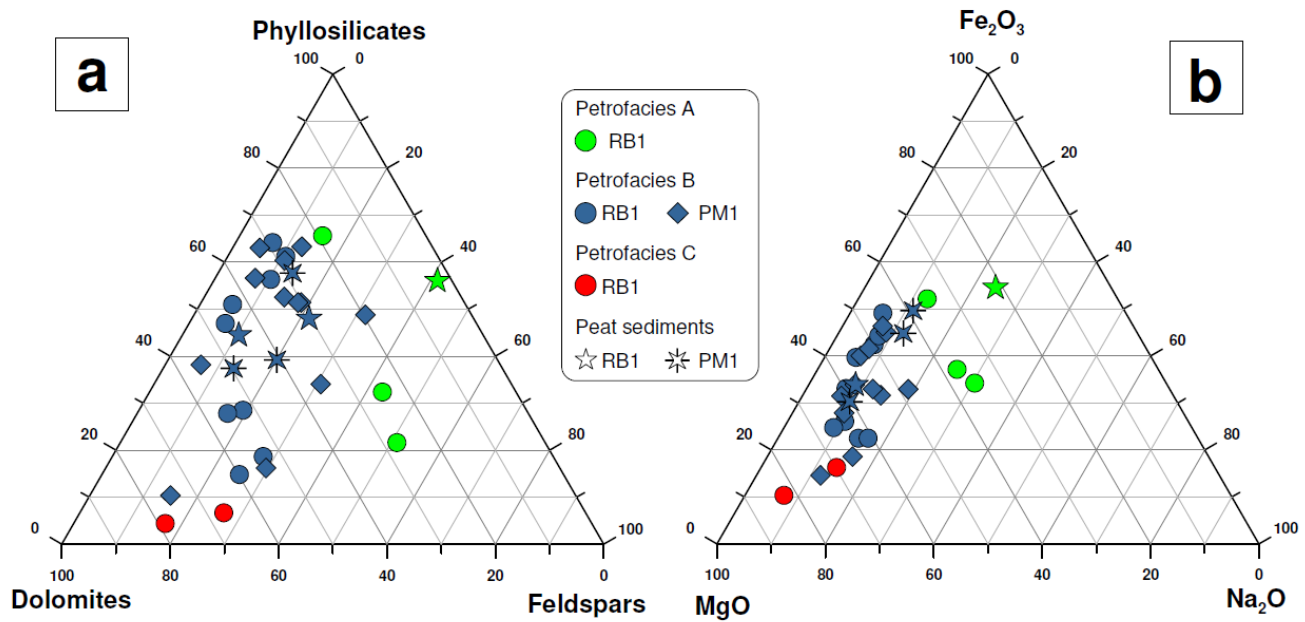 a
Phyllosilicates
100 0
80 20
60 40
40 60
20 80
0 100
100 80 60 40 20 0
Dolomites Feldspars
Petrofacies A
RB1
Petrofacies B
RB1 PM1
Petrofacies C
RB1
Peat sediments
RB1 PM1
b
Fe₂O₃
100 0
80 20
60 40
40 60
20 80
0 100
100 80 60 40 20 0
MgO Na₂O